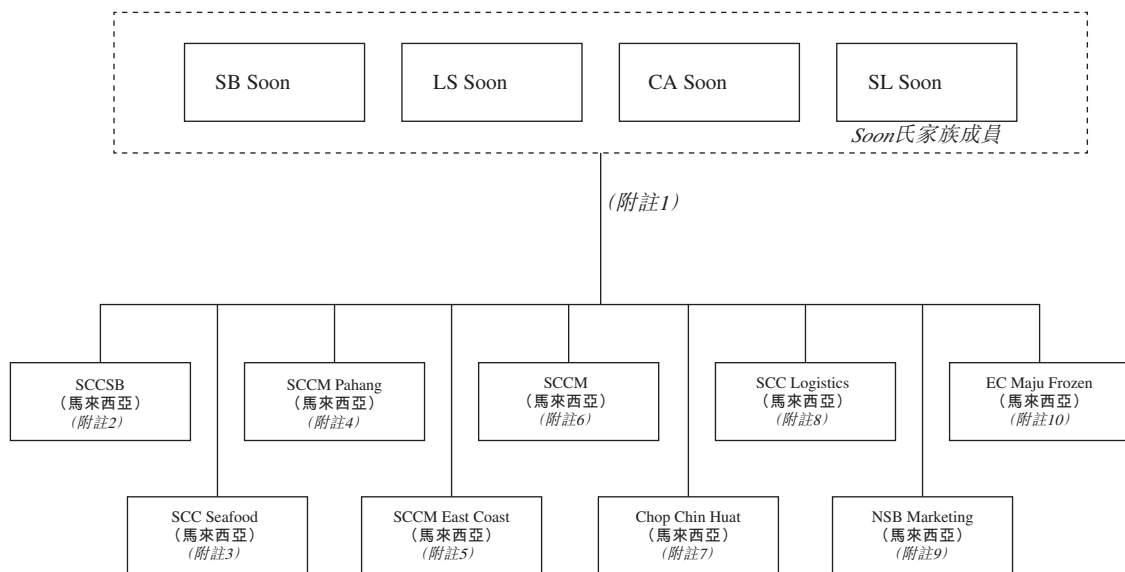 SB Soon
LS Soon
CA Soon
SL Soon
Soon氏家族成員
（附註1）
SCCSB
（馬來西亞）
（附註2）
SCCM Pahang
（馬來西亞）
（附註4）
SCCM
（馬來西亞）
（附註6）
SCC Logistics
（馬來西亞）
（附註8）
EC Maju Frozen
（馬來西亞）
（附註10）
SCC Seafood
（馬來西亞）
（附註3）
SCCM East Coast
（馬來西亞）
（附註5）
Chop Chin Huat
（馬來西亞）
（附註7）
NSB Marketing
（馬來西亞）
（附註9）